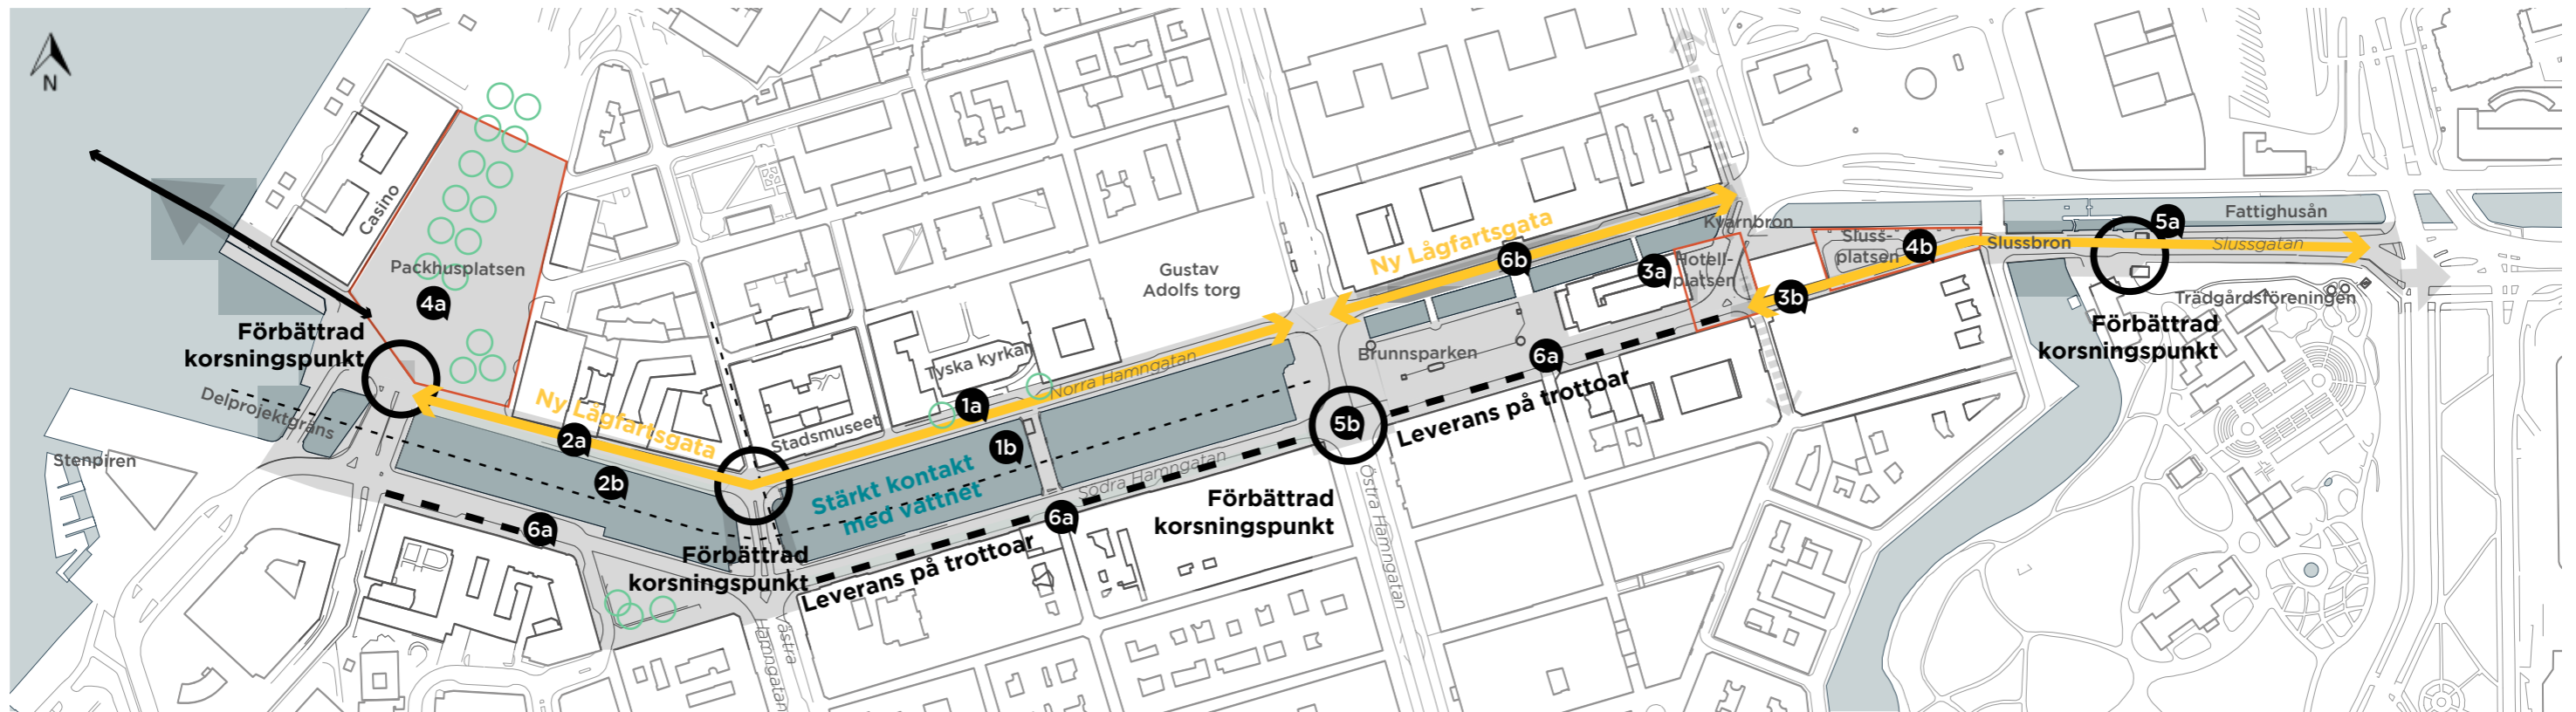 N
Casino
Packhusplatsen
4a
Förbättrad
korsningspunkt
Delprojektgräns
Stenpiren
Ny Lågfartsgata
2a
2b
6a
Stadsmuseet
Tyska kyrkan
1a
Norra Hamngatan
1b
Stärkt kontakt
med vattnet
Södra Hamngatan
6a
Förbättrad
korsningspunkt
Leverans på trottoar
Västra
Hamngatan
Gustav
Adolfs torg
Ny Lågfartsgata
6b
Brunnsparken
6a
5b
Leverans på trottoar
Förbättrad
korsningspunkt
Östra Hamngatan
Kvarnbron
3a
Hotell-
platsen
3b
Sluss-
platsen
4b
Slussbron
5a
Fattighusån
Slussgatan
Trädgårdsföreningen
Förbättrad
korsningspunkt